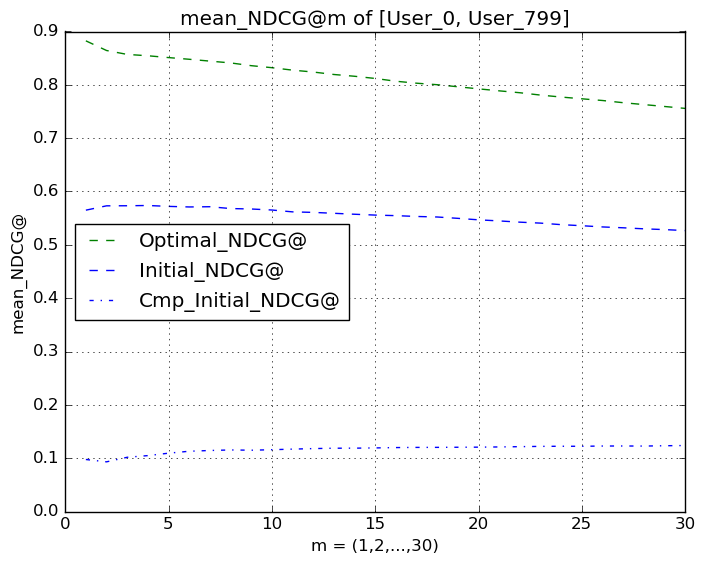 mean_NDCG@m of [User_0, User_799]
0.9
0.8
0.7
0.6
0.5
0.4
0.3
0.2
0.1
0.0
mean_NDCG@
Optimal_NDCG@
Initial_NDCG@
Cmp_Initial_NDCG@
0 5 10 15 20 25 30
m = (1,2,...,30)